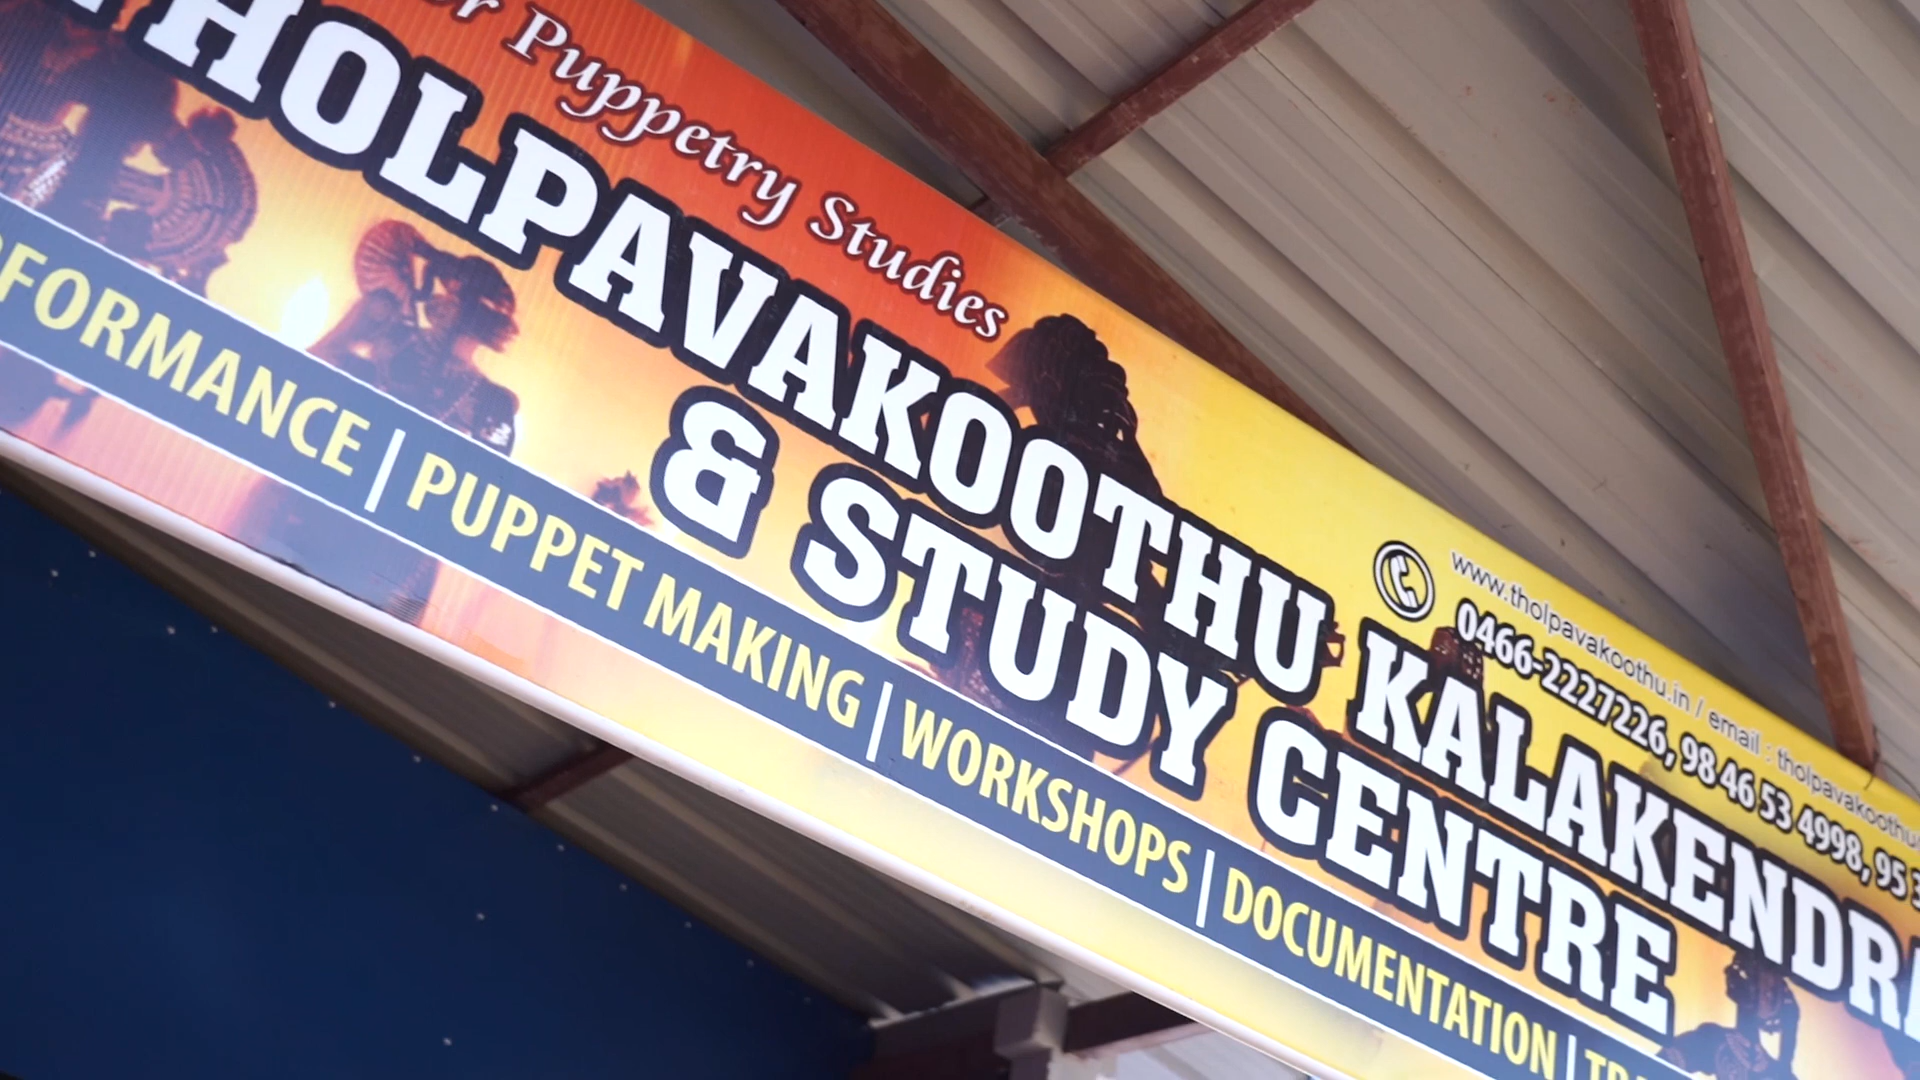 Puppetry Studies
THOLPAVAKOOTHU KALAKENDRA
& STUDY CENTRE
www.tholpavakoothu.in / email : tholpavakoothu
0466-2227226, 98 46 53 4998, 95
FORMANCE | PUPPET MAKING | WORKSHOPS | DOCUMENTATION |